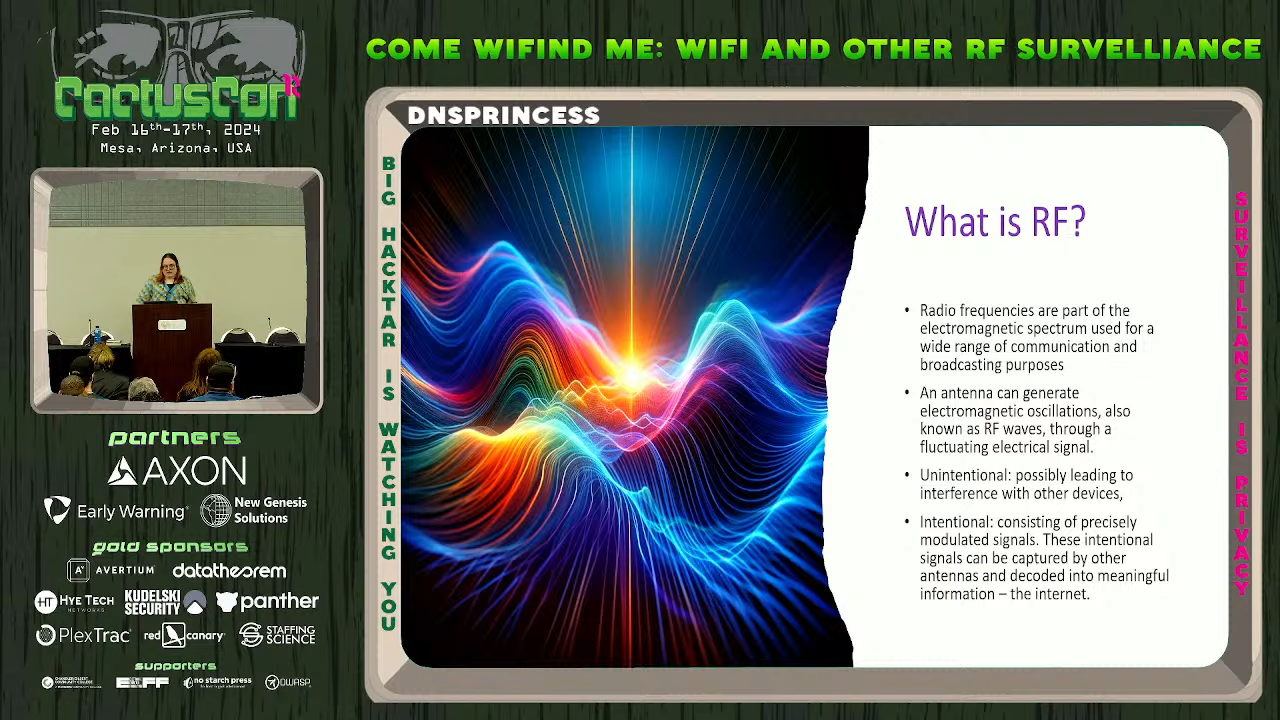 CactusCon
Feb 16th-17th, 2024
Mesa, Arizona, USA
COME WIFIND ME: WIFI AND OTHER RF SURVELLIANCE
DNSPRINCESS
BIG HACKTAR IS WATCHING YOU
What is RF?
• Radio frequencies are part of the
electromagnetic spectrum used for a
wide range of communication and
broadcasting purposes
• An antenna can generate
electromagnetic oscillations, also
known as RF waves, through a
fluctuating electrical signal.
• Unintentional: possibly leading to
interference with other devices,
• Intentional: consisting of precisely
modulated signals. These intentional
signals can be captured by other
antennas and decoded into meaningful
information – the internet.
SURVEILLANCE IS PRIVACY
partners
AXON
Early Warning
New Genesis
Solutions
gold sponsors
AVERTIUM
datatheorem
HT HYE TECH
NETWORKS
KUDELSKI
SECURITY
panther
PlexTrac
red canary
STAFFING
SCIENCE
supporters
EFF
no starch press
OWASP